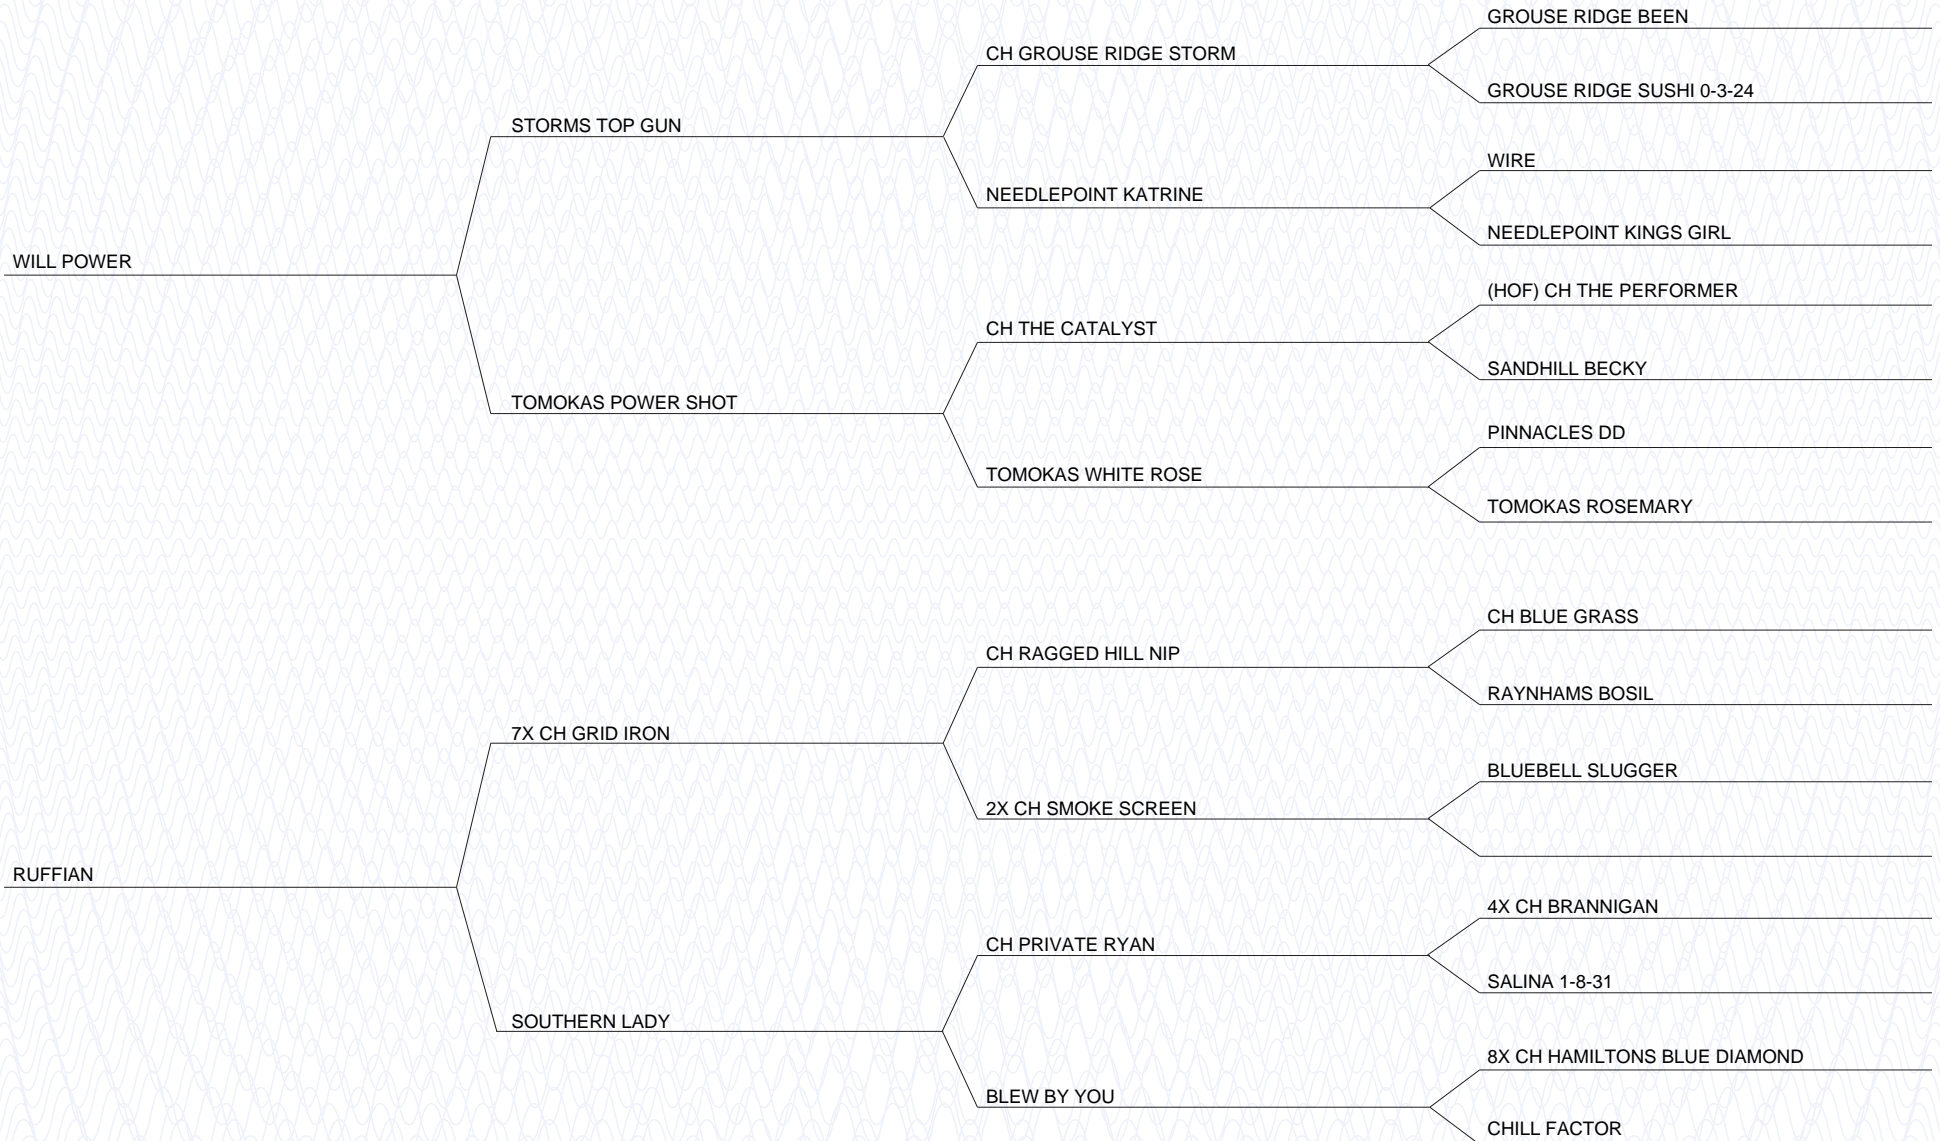 GROUSE RIDGE BEEN
CH GROUSE RIDGE STORM
GROUSE RIDGE SUSHI 0-3-24
STORMS TOP GUN
WIRE
NEEDLEPOINT KATRINE
NEEDLEPOINT KINGS GIRL
WILL POWER
(HOF) CH THE PERFORMER
CH THE CATALYST
SANDHILL BECKY
TOMOKAS POWER SHOT
PINNACLES DD
TOMOKAS WHITE ROSE
TOMOKAS ROSEMARY
CH BLUE GRASS
CH RAGGED HILL NIP
RAYNHAMS BOSIL
7X CH GRID IRON
BLUEBELL SLUGGER
2X CH SMOKE SCREEN
RUFFIAN
4X CH BRANNIGAN
CH PRIVATE RYAN
SALINA 1-8-31
SOUTHERN LADY
8X CH HAMILTONS BLUE DIAMOND
BLEW BY YOU
CHILL FACTOR